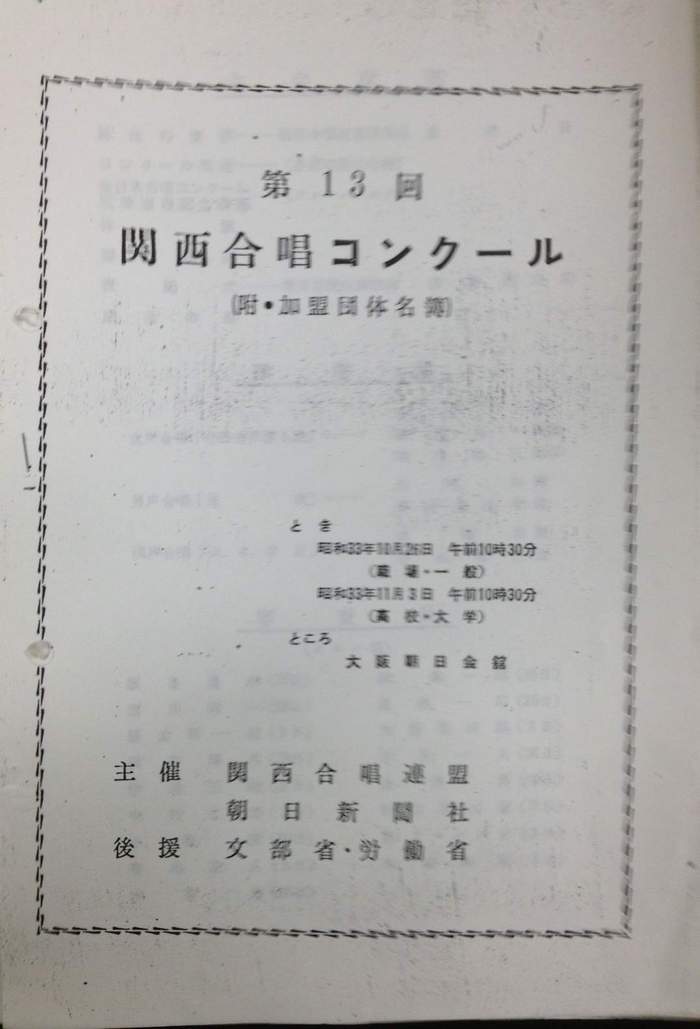 第13回
関西合唱コンクール
(附・加盟団体名簿)
とき
昭和33年10月26日 午前10時30分
(職場・一般)
昭和33年11月3日 午前10時30分
(高校・大学)
ところ
大阪朝日会舘
主催 関西合唱連盟
朝日新聞社
後援 文部省・労働省